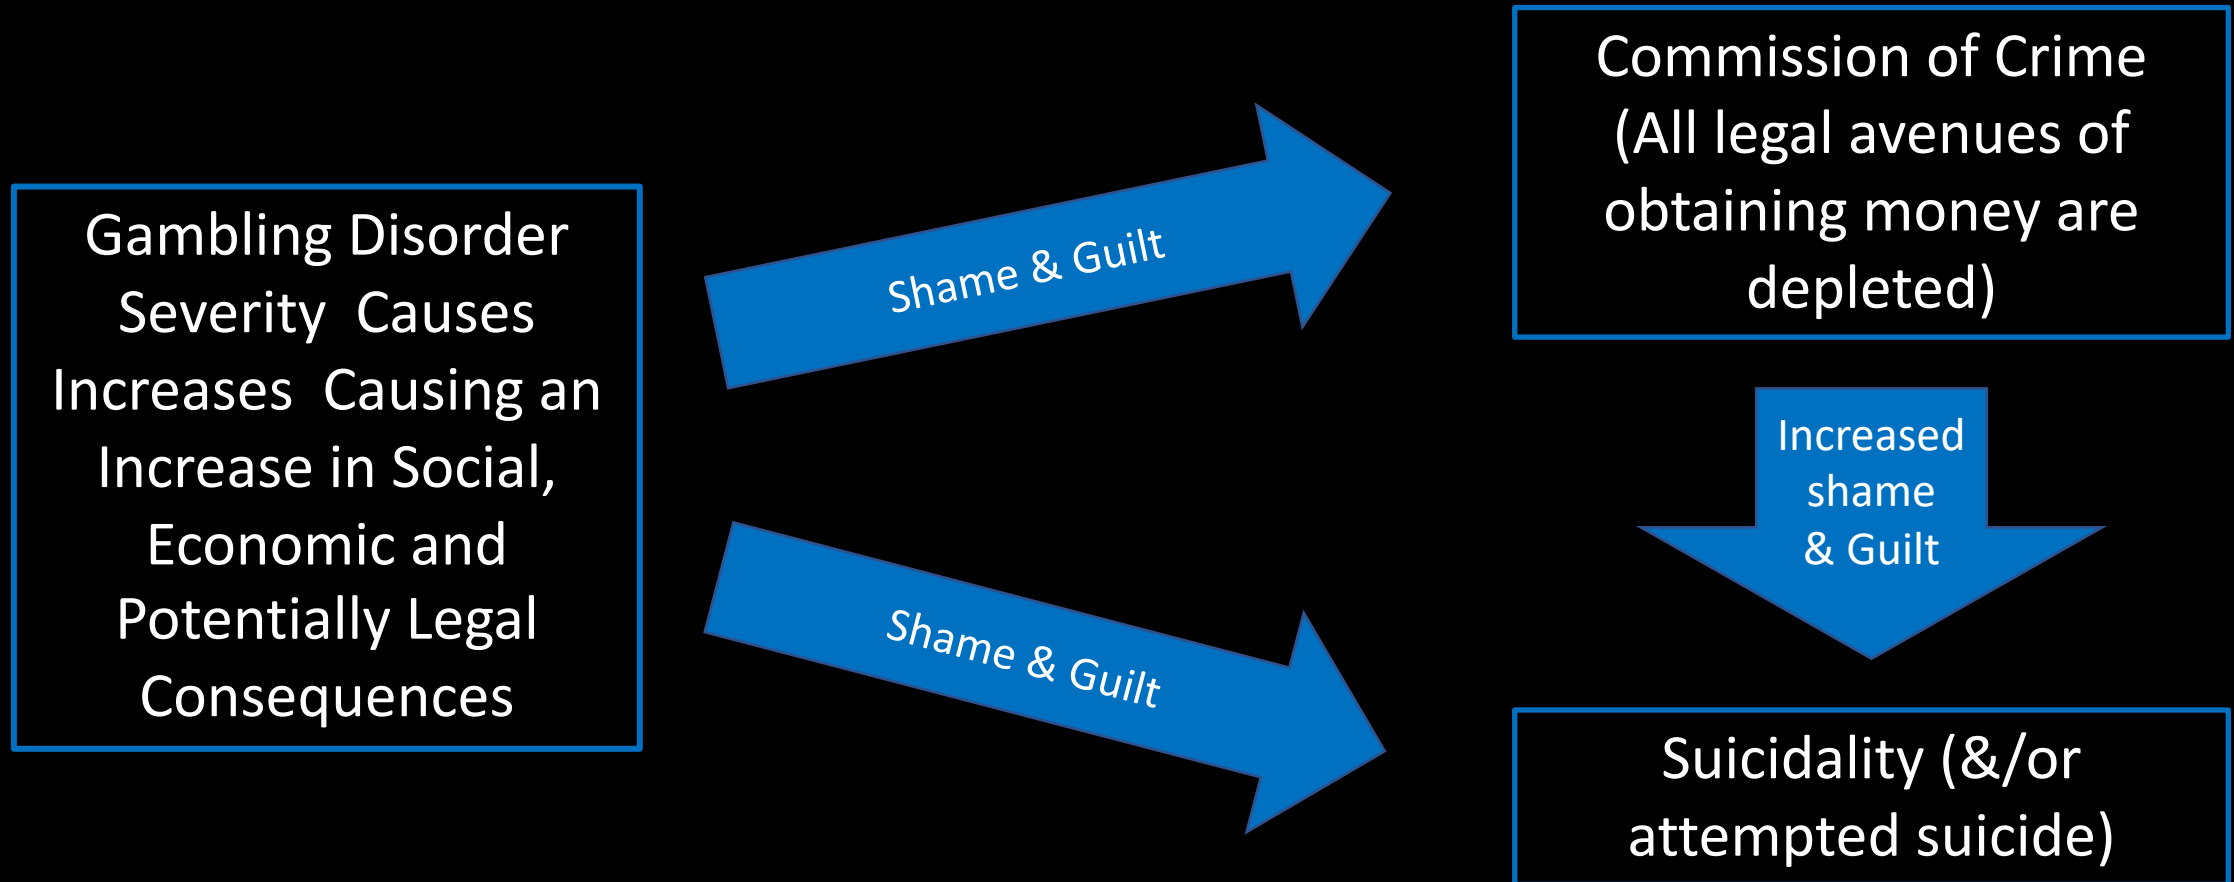 Gambling Disorder
Severity  Causes
Increases  Causing an
Increase in Social,
Economic and
Potentially Legal
Consequences
Shame & Guilt
Shame & Guilt
Commission of Crime
(All legal avenues of
obtaining money are
depleted)
Increased
shame
& Guilt
Suicidality (&/or
attempted suicide)